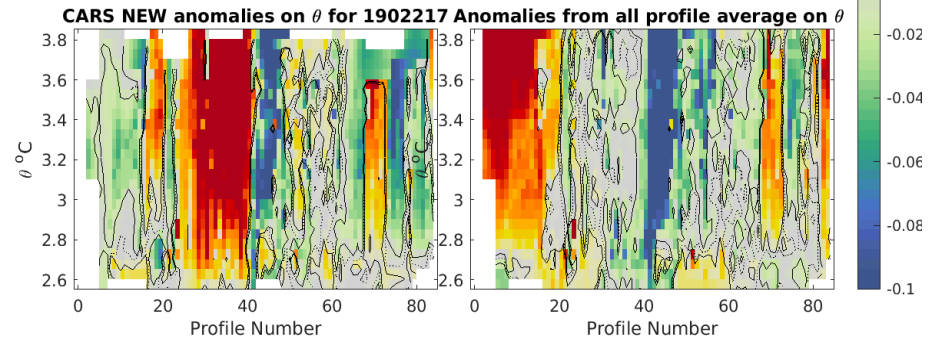 CARS NEW anomalies on θ for 1902217 Anomalies from all profile average on θ
3.8
3.6
3.4
3.2
3
2.8
2.6
θ °C
0 20 40 60 80
Profile Number
3.8
3.6
3.4
3.2
3
2.8
2.6
θ °C
0 20 40 60 80
Profile Number
-0.02
-0.04
-0.06
-0.08
-0.1